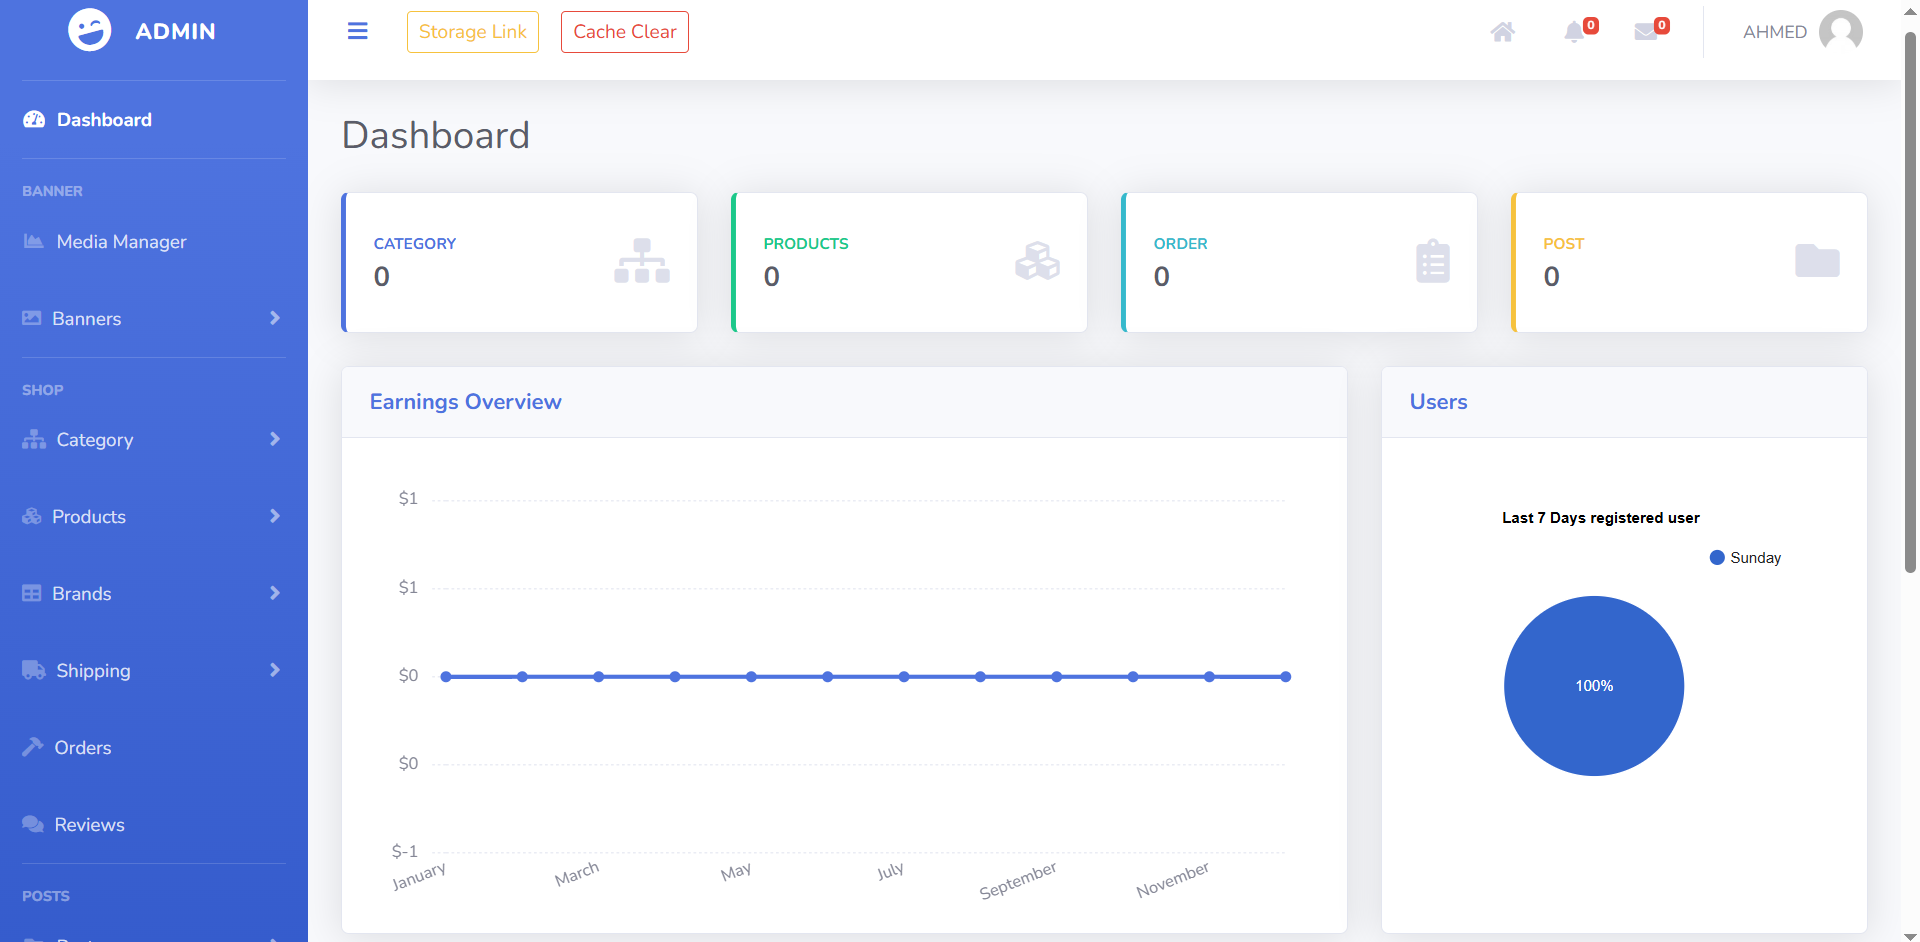 ADMIN
Storage Link
Cache Clear
0
0
AHMED
Dashboard
BANNER
Media Manager
Banners
SHOP
Category
Products
Brands
Shipping
Orders
Reviews
POSTS
Dashboard
CATEGORY
0
PRODUCTS
0
ORDER
0
POST
0
Earnings Overview
$1
$1
$0
$0
$-1
January
March
May
July
September
November
Users
Last 7 Days registered user
Sunday
100%